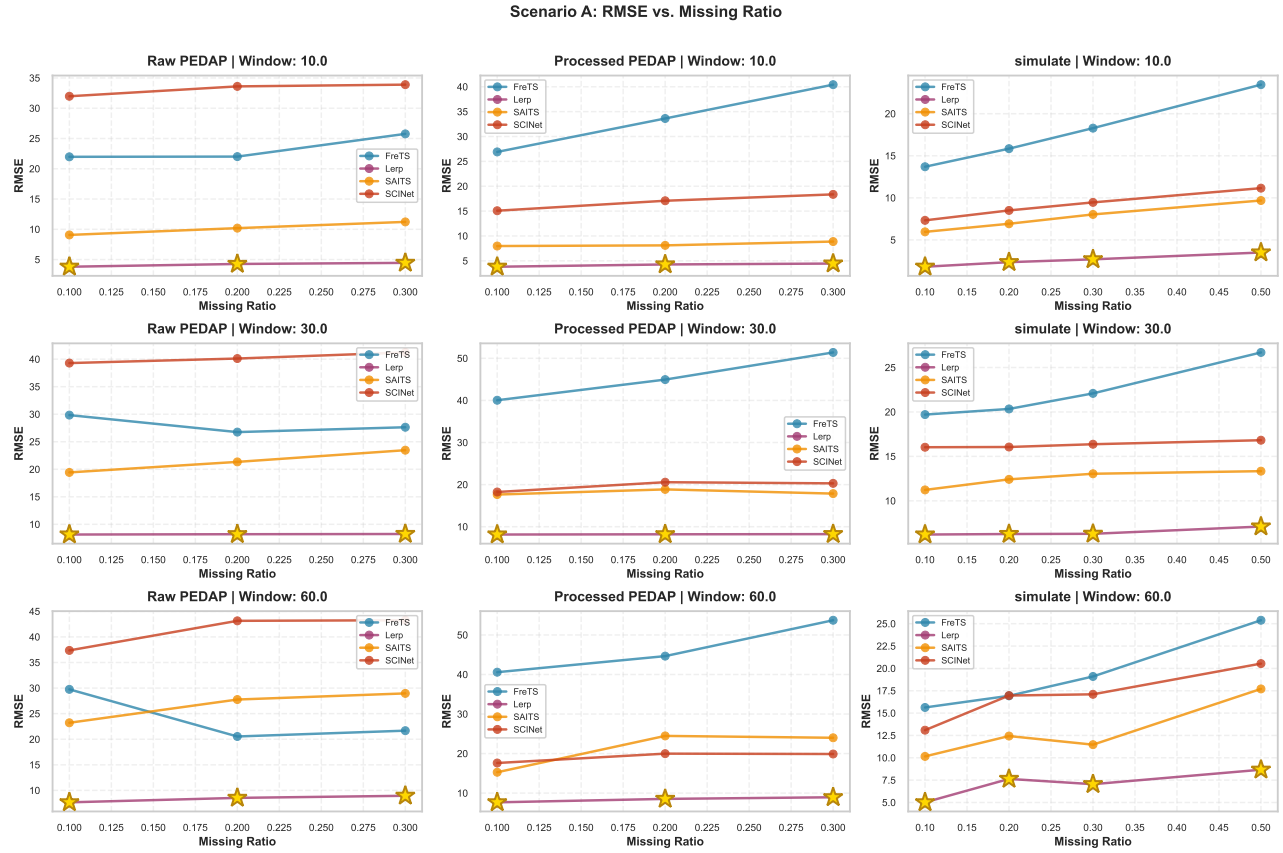 Scenario A: RMSE vs. Missing Ratio
Raw PEDAP | Window: 10.0
RMSE
35
30
25
20
15
10
5
FreTS
Lerp
SAITS
SCINet
0.100 0.125 0.150 0.175 0.200 0.225 0.250 0.275 0.300
Missing Ratio
Processed PEDAP | Window: 10.0
RMSE
40
35
30
25
20
15
10
5
FreTS
Lerp
SAITS
SCINet
0.100 0.125 0.150 0.175 0.200 0.225 0.250 0.275 0.300
Missing Ratio
simulate | Window: 10.0
RMSE
20
15
10
5
FreTS
Lerp
SAITS
SCINet
0.10 0.15 0.20 0.25 0.30 0.35 0.40 0.45 0.50
Missing Ratio
Raw PEDAP | Window: 30.0
RMSE
40
35
30
25
20
15
10
FreTS
Lerp
SAITS
SCINet
0.100 0.125 0.150 0.175 0.200 0.225 0.250 0.275 0.300
Missing Ratio
Processed PEDAP | Window: 30.0
RMSE
50
40
30
20
10
FreTS
Lerp
SAITS
SCINet
0.100 0.125 0.150 0.175 0.200 0.225 0.250 0.275 0.300
Missing Ratio
simulate | Window: 30.0
RMSE
25
20
15
10
FreTS
Lerp
SAITS
SCINet
0.10 0.15 0.20 0.25 0.30 0.35 0.40 0.45 0.50
Missing Ratio
Raw PEDAP | Window: 60.0
RMSE
45
40
35
30
25
20
15
10
FreTS
Lerp
SAITS
SCINet
0.100 0.125 0.150 0.175 0.200 0.225 0.250 0.275 0.300
Missing Ratio
Processed PEDAP | Window: 60.0
RMSE
50
40
30
20
10
FreTS
Lerp
SAITS
SCINet
0.100 0.125 0.150 0.175 0.200 0.225 0.250 0.275 0.300
Missing Ratio
simulate | Window: 60.0
RMSE
25.0
22.5
20.0
17.5
15.0
12.5
10.0
7.5
5.0
FreTS
Lerp
SAITS
SCINet
0.10 0.15 0.20 0.25 0.30 0.35 0.40 0.45 0.50
Missing Ratio